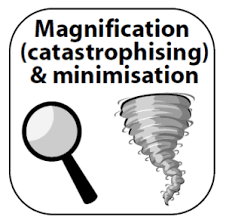 Magnification
(catastrophising)
& minimisation